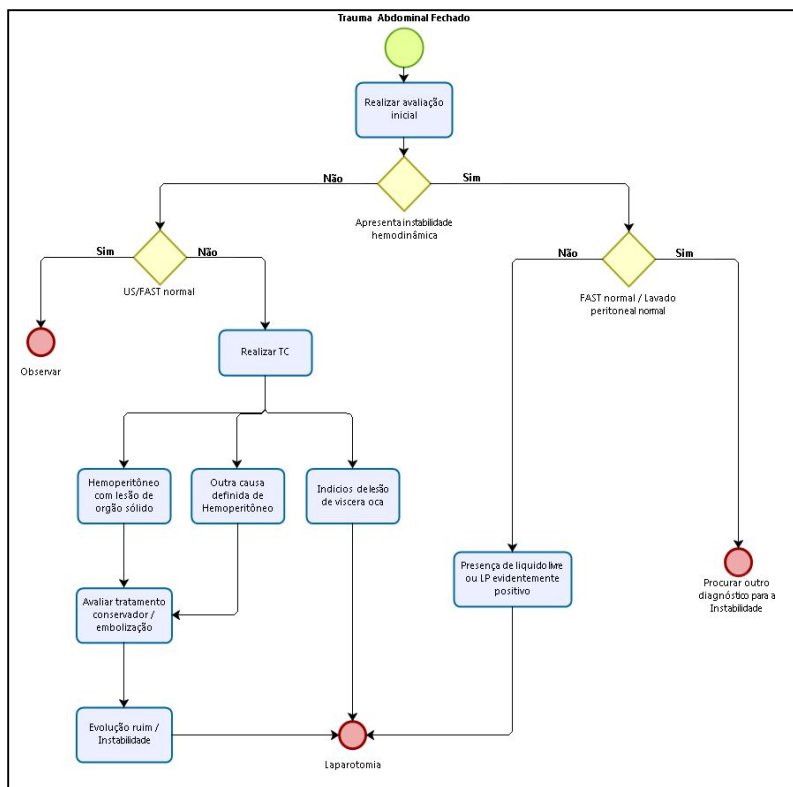 Trauma Abdominal Fechado
Realizar avaliação
inicial
Não
Sim
Apresenta instabilidade
hemodinâmica
Sim
Não
US/FAST normal
Não
Sim
FAST normal / Lavado
peritoneal normal
Observar
Realizar TC
Hemoperitôneo
com lesão de
orgão sólido
Outra causa
definida de
Hemoperitôneo
Indicios de lesão
de viscera oca
Presença de liquido livre
ou LP evidentemente
positivo
Procurar outro
diagnóstico para a
Instabilidade
Avaliar tratamento
conservador /
embolização
Evolução ruim /
Instabilidade
Laparotomia